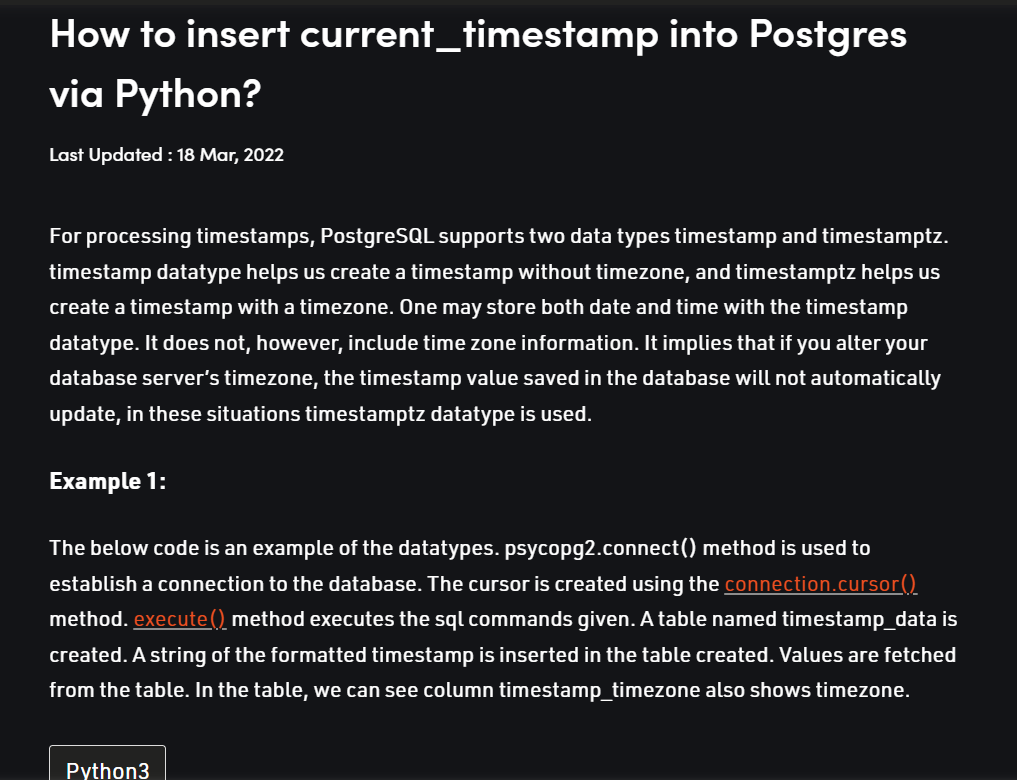 How to insert current_timestamp into Postgres
via Python?
Last Updated : 18 Mar, 2022
For processing timestamps, PostgreSQL supports two data types timestamp and timestamptz.
timestamp datatype helps us create a timestamp without timezone, and timestamptz helps us
create a timestamp with a timezone. One may store both date and time with the timestamp
datatype. It does not, however, include time zone information. It implies that if you alter your
database server’s timezone, the timestamp value saved in the database will not automatically
update, in these situations timestamptz datatype is used.
Example 1:
The below code is an example of the datatypes. psycopg2.connect() method is used to
establish a connection to the database. The cursor is created using the connection.cursor()
method. execute() method executes the sql commands given. A table named timestamp_data is
created. A string of the formatted timestamp is inserted in the table created. Values are fetched
from the table. In the table, we can see column timestamp_timezone also shows timezone.
Python3